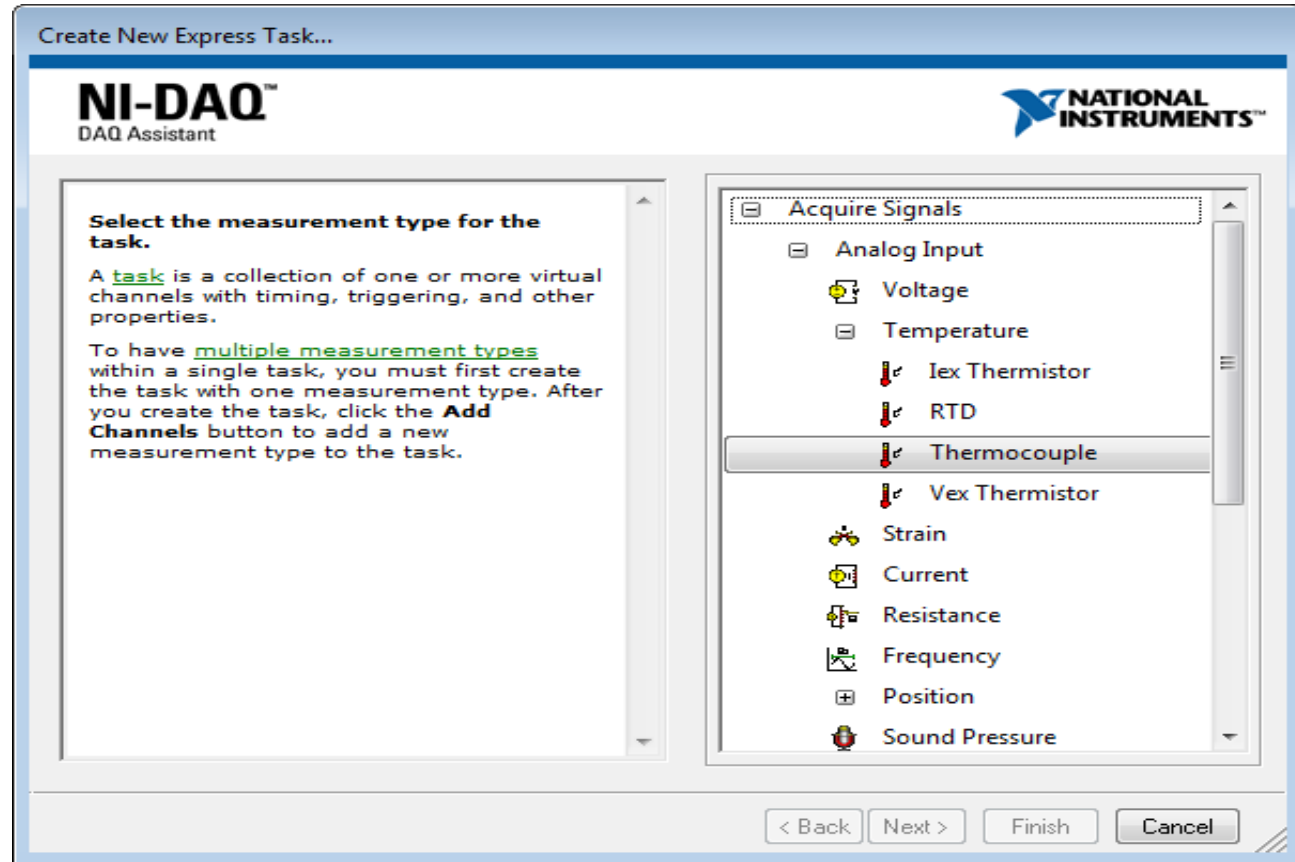 Create New Express Task...
NI-DAQ™
DAQ Assistant
NATIONAL
INSTRUMENTS™
Select the measurement type for the
task.
A task is a collection of one or more virtual
channels with timing, triggering, and other
properties.
To have multiple measurement types
within a single task, you must first create
the task with one measurement type. After
you create the task, click the Add
Channels button to add a new
measurement type to the task.
Acquire Signals
Analog Input
Voltage
Temperature
Iex Thermistor
RTD
Thermocouple
Vex Thermistor
Strain
Current
Resistance
Frequency
Position
Sound Pressure
< Back Next > Finish Cancel